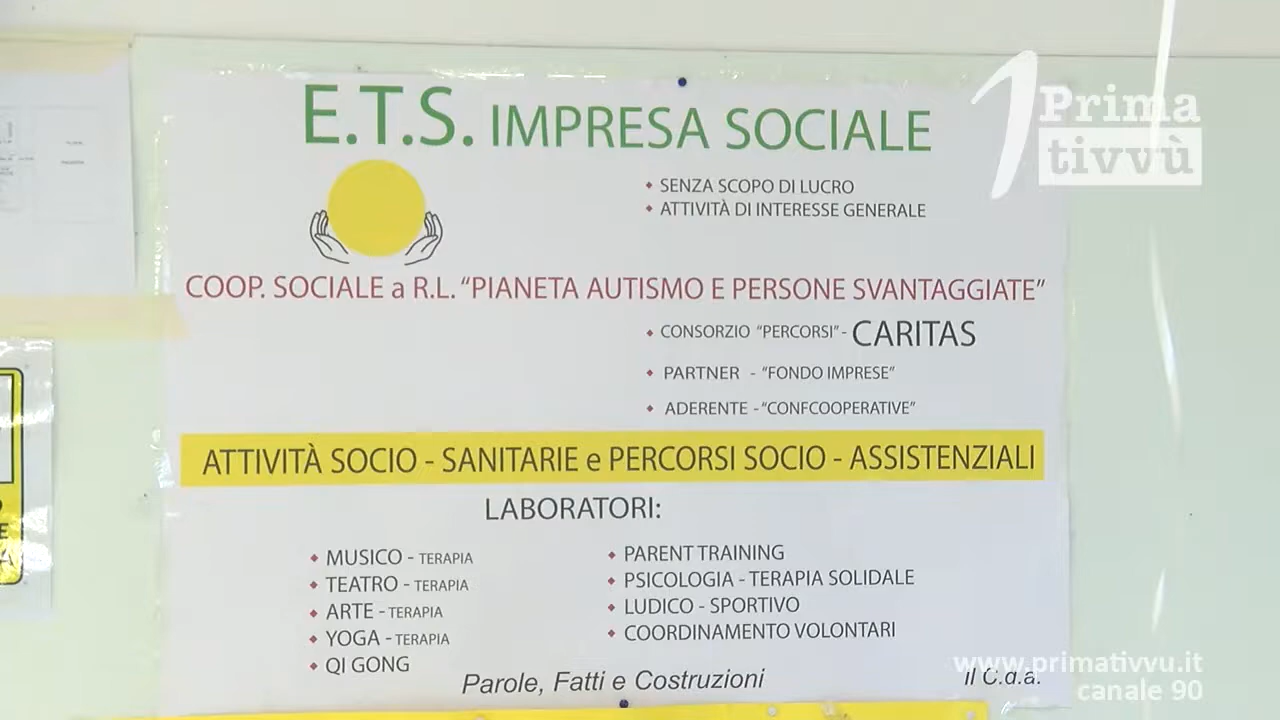 E.T.S. IMPRESA SOCIALE
1 Prima
tivvù
• SENZA SCOPO DI LUCRO
• ATTIVITÀ DI INTERESSE GENERALE
COOP. SOCIALE a R.L. “PIANETA AUTISMO E PERSONE SVANTAGGIATE”
• CONSORZIO “PERCORSI” - CARITAS
• PARTNER - “FONDO IMPRESE”
• ADERENTE - “CONFCOOPERATIVE”
ATTIVITÀ SOCIO - SANITARIE e PERCORSI SOCIO - ASSISTENZIALI
LABORATORI:
• MUSICO - TERAPIA
• TEATRO - TERAPIA
• ARTE - TERAPIA
• YOGA - TERAPIA
• QI GONG
• PARENT TRAINING
• PSICOLOGIA - TERAPIA SOLIDALE
• LUDICO - SPORTIVO
• COORDINAMENTO VOLONTARI
Parole, Fatti e Costruzioni
Il C.d.a.
www.primativvu.it
canale 90